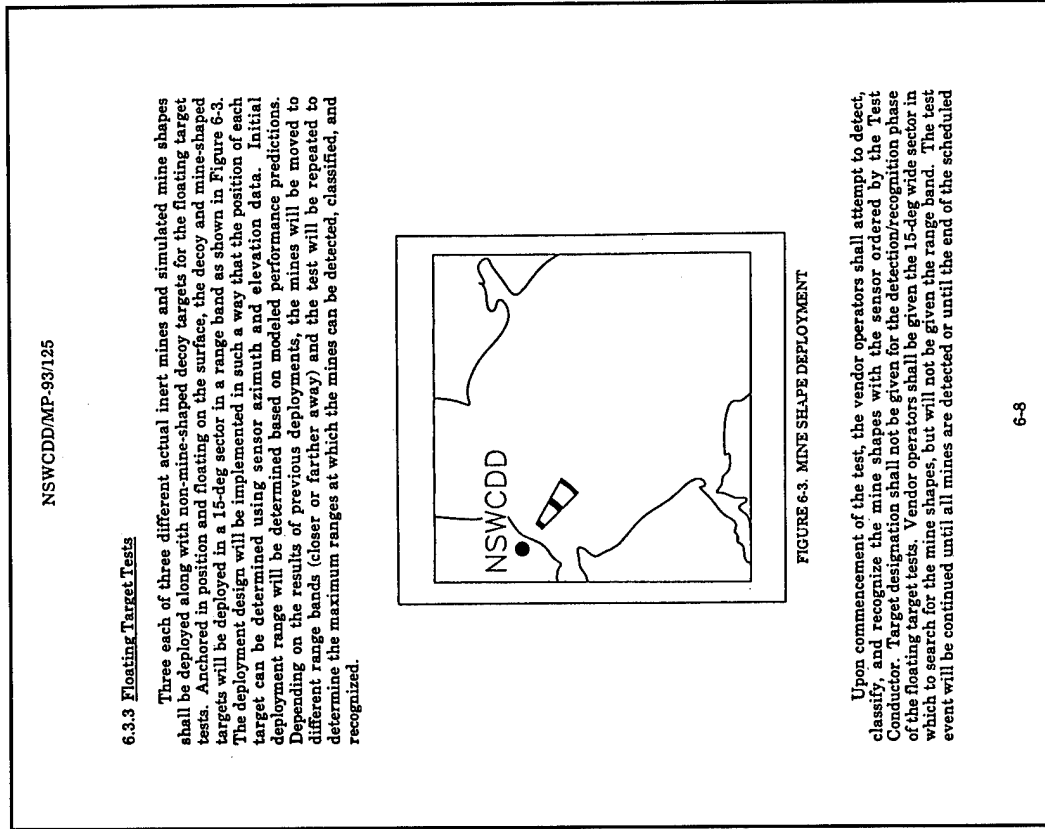 NSWCDD/MP-93/125
6.3.3 Floating Target Tests
Three each of three different actual inert mines and simulated mine shapes
shall be deployed along with non-mine-shaped decoy targets for the floating target
tests. Anchored in position and floating on the surface, the decoy and mine-shaped
targets will be deployed in a 15-deg sector in a range band as shown in Figure 6-3.
The deployment design will be implemented in such a way that the position of each
target can be determined using sensor azimuth and elevation data. Initial
deployment range will be determined based on modeled performance predictions.
Depending on the results of previous deployments, the mines will be moved to
different range bands (closer or farther away) and the test will be repeated to
determine the maximum ranges at which the mines can be detected, classified, and
recognized.
NSWCDD
FIGURE 6-3. MINE SHAPE DEPLOYMENT
Upon commencement of the test, the vendor operators shall attempt to detect,
classify, and recognize the mine shapes with the sensor ordered by the Test
Conductor. Target designation shall not be given for the detection/recognition phase
of the floating target tests. Vendor operators shall be given the 15-deg wide sector in
which to search for the mine shapes, but will not be given the range band. The test
event will be continued until all mines are detected or until the end of the scheduled
6-8